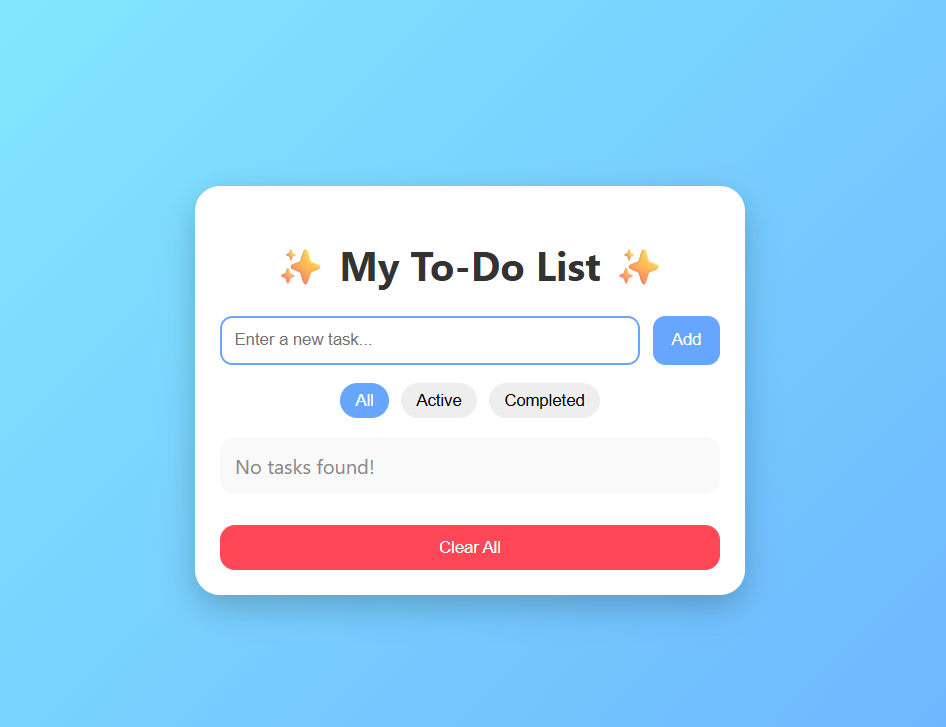 ✨ My To-Do List ✨
Enter a new task...
Add
All
Active
Completed
No tasks found!
Clear All